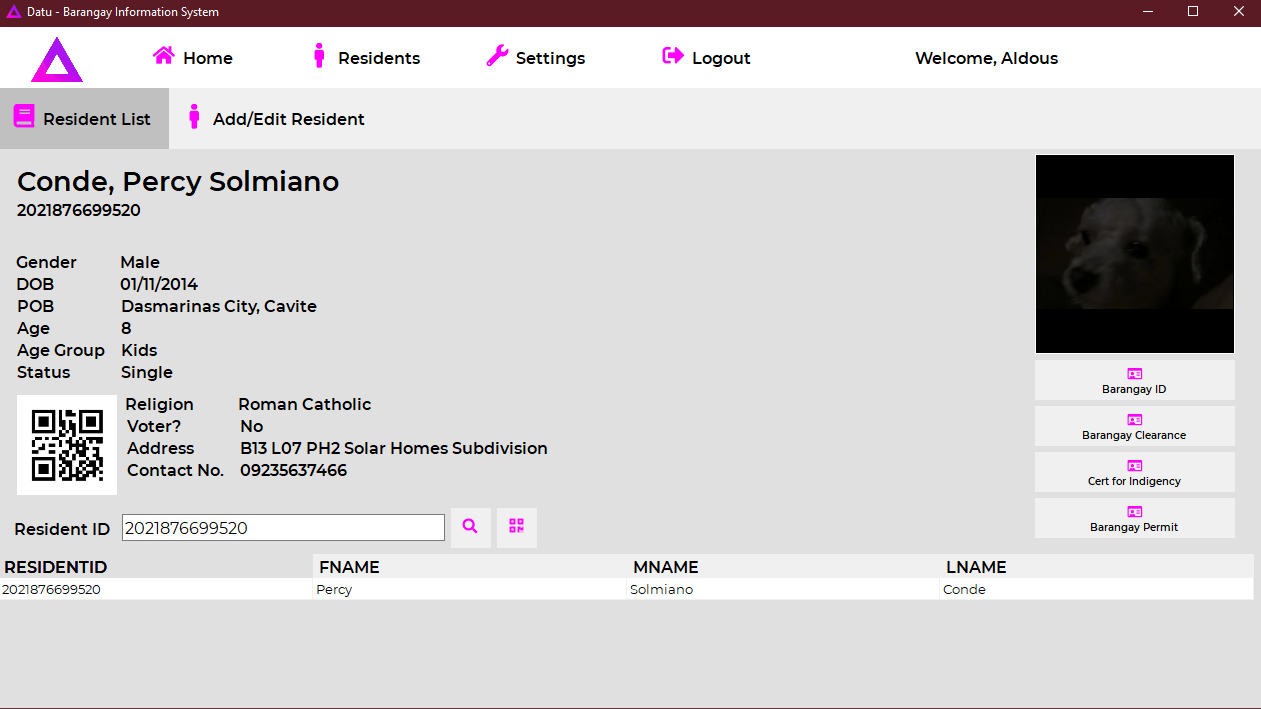 Datu - Barangay Information System
Home Residents Settings Logout Welcome, Aldous
Resident List Add/Edit Resident
Conde, Percy Solmiano
2021876699520
Gender Male
DOB 01/11/2014
POB Dasmarinas City, Cavite
Age 8
Age Group Kids
Status Single
Religion Roman Catholic
Voter? No
Address B13 L07 PH2 Solar Homes Subdivision
Contact No. 09235637466
Barangay ID
Barangay Clearance
Cert for Indigency
Barangay Permit
Resident ID 2021876699520
RESIDENTID FNAME MNAME LNAME
2021876699520 Percy Solmiano Conde